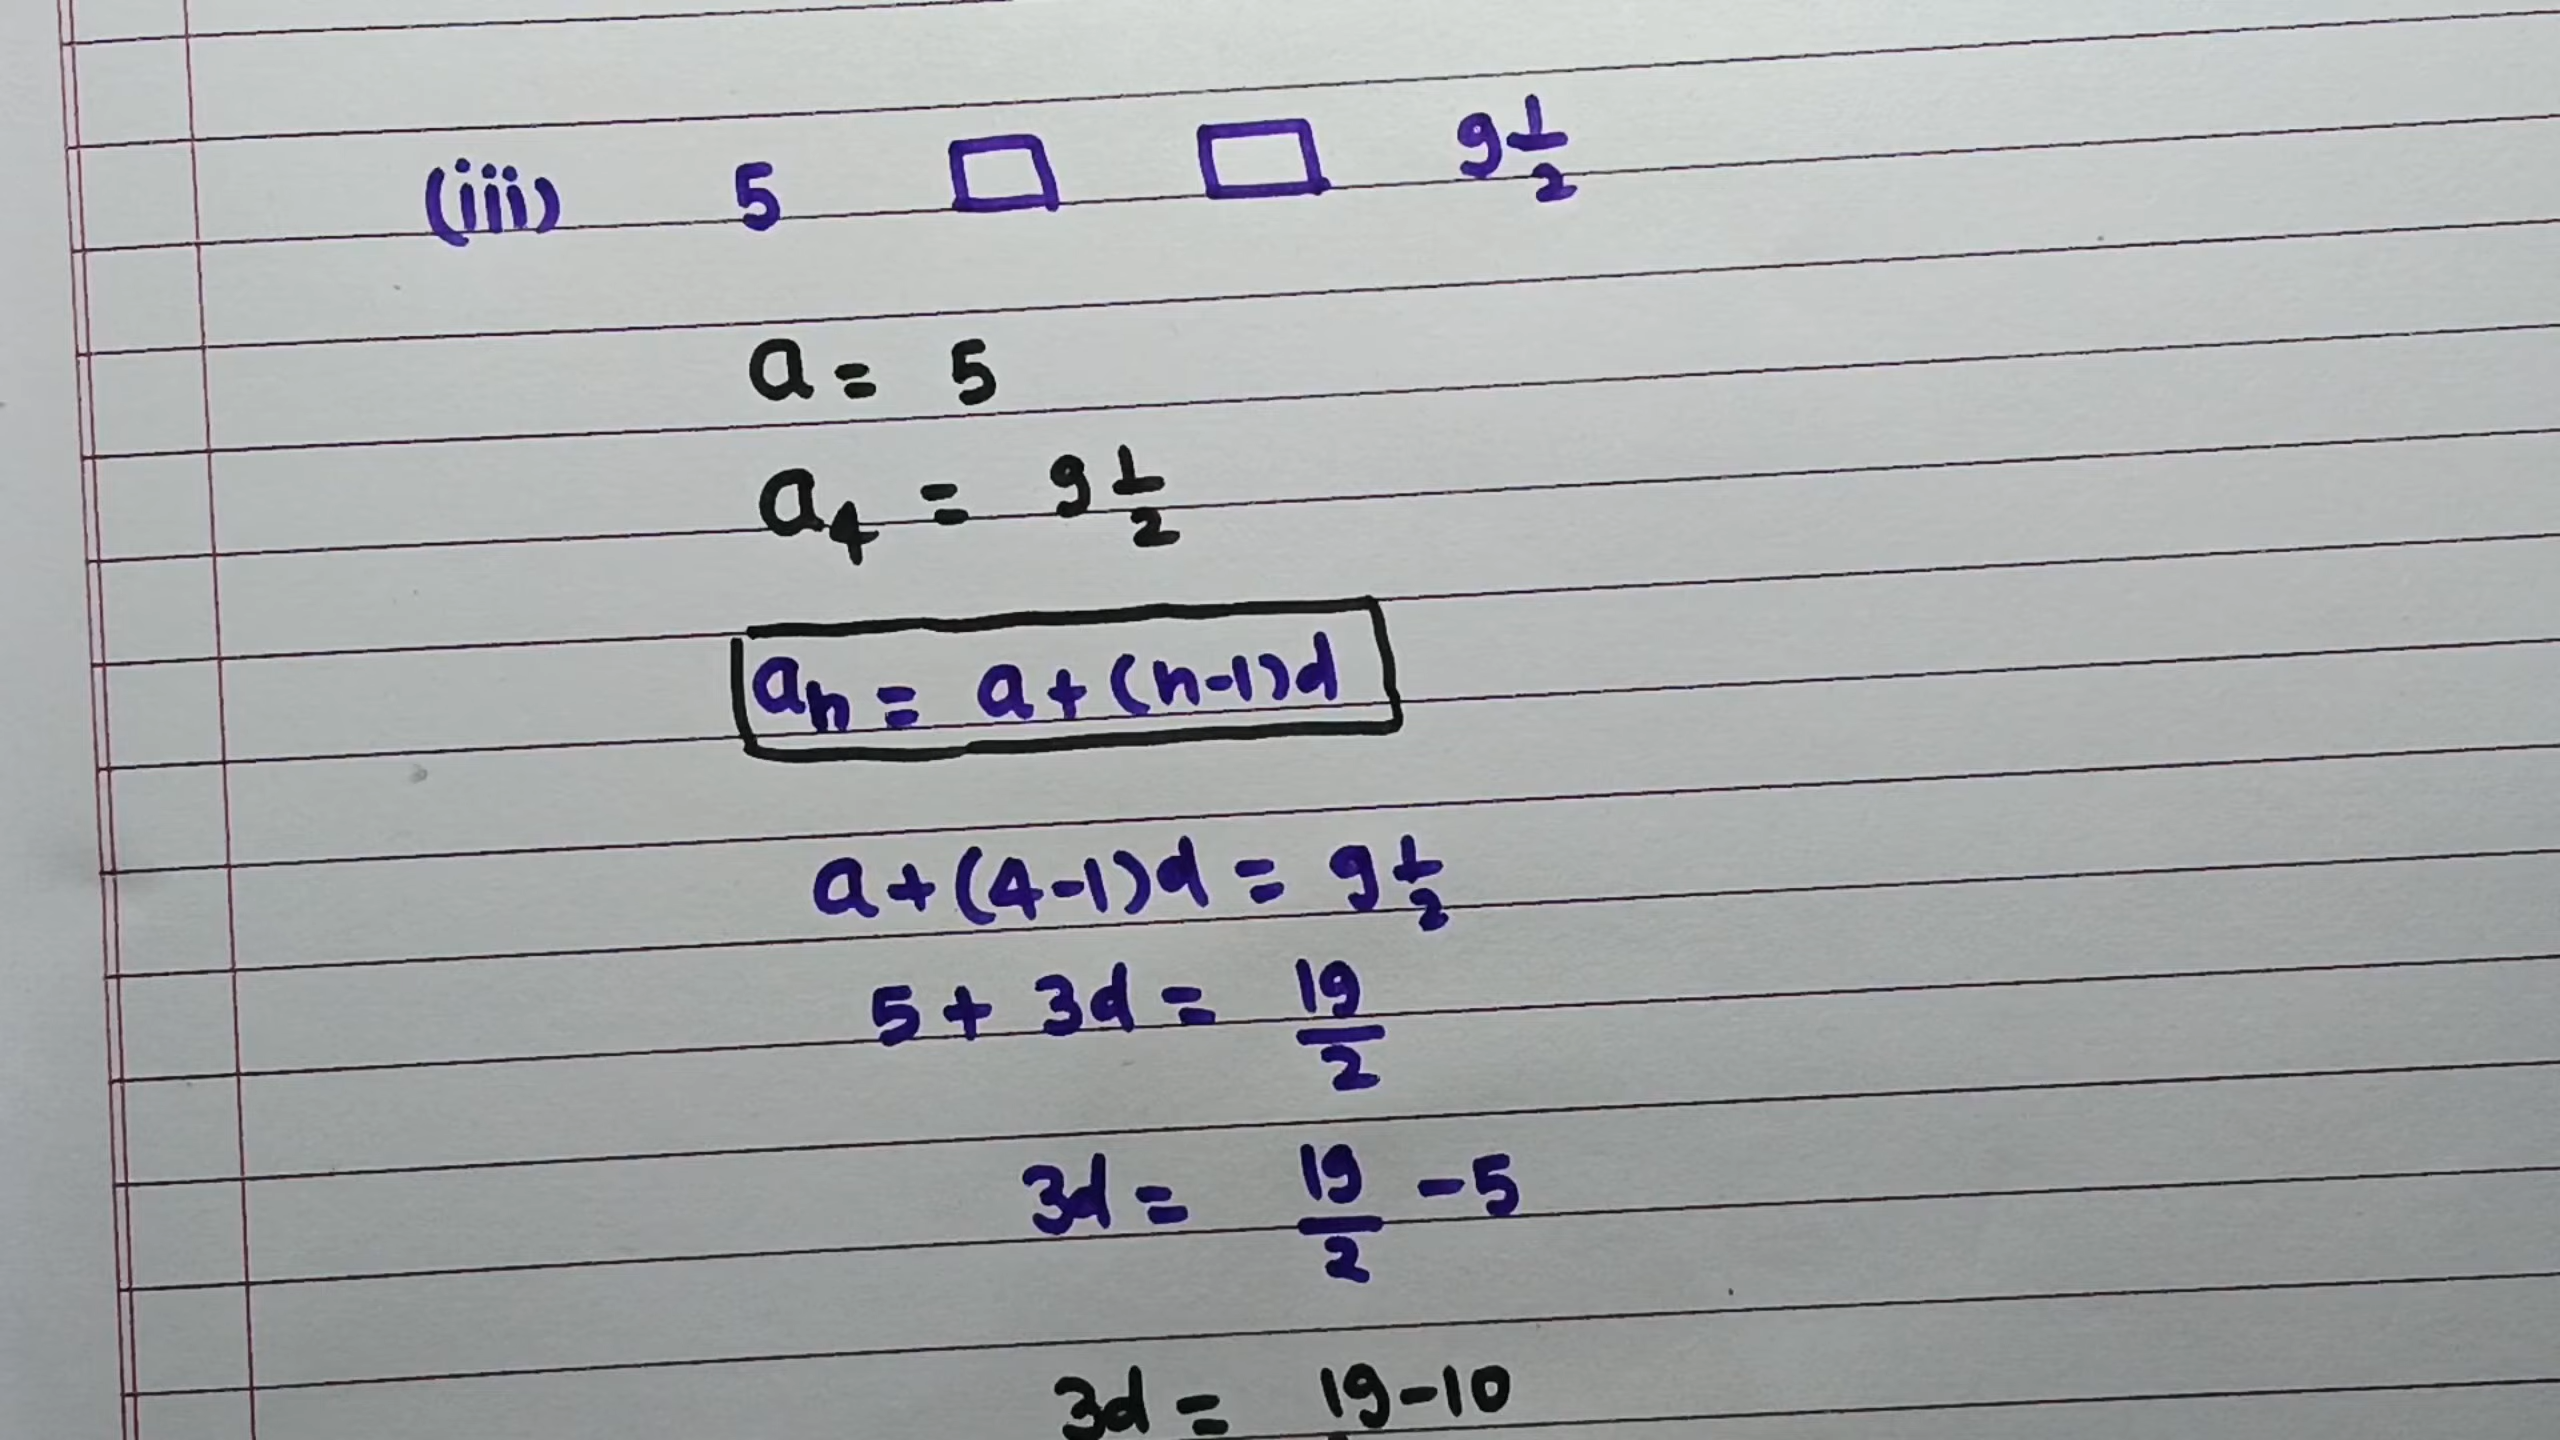 (iii) 5 □ □ 9 1/2
a = 5
a₄ = 9 1/2
aₙ = a + (n-1)d
a + (4-1)d = 9 1/2
5 + 3d = 19/2
3d = 19/2 - 5
3d = 19-10